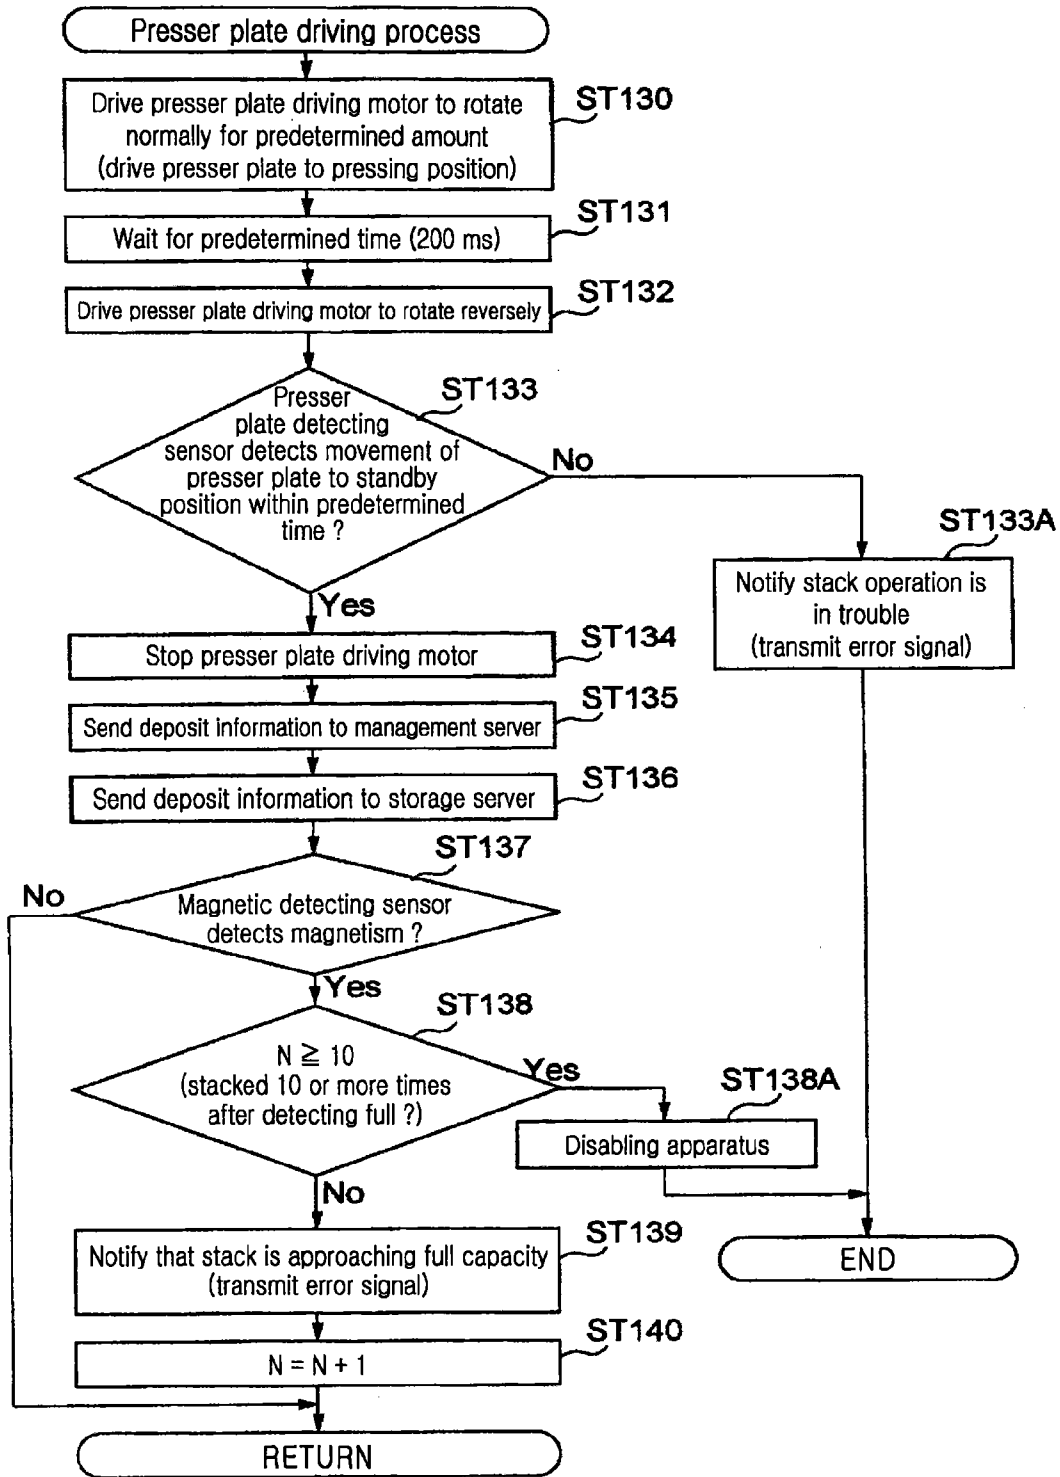 Presser plate driving process
Drive presser plate driving motor to rotate
normally for predetermined amount
(drive presser plate to pressing position)
ST130
Wait for predetermined time (200 ms)
ST131
Drive presser plate driving motor to rotate reversely
ST132
Presser
plate detecting
sensor detects movement of
presser plate to standby
position within predetermined
time ?
ST133
No
ST133A
Notify stack operation is
in trouble
(transmit error signal)
Yes
Stop presser plate driving motor
ST134
Send deposit information to management server
ST135
Send deposit information to storage server
ST136
ST137
No
Magnetic detecting sensor
detects magnetism ?
Yes
ST138
N ≧ 10
(stacked 10 or more times
after detecting full ?)
Yes
ST138A
Disabling apparatus
No
Notify that stack is approaching full capacity
(transmit error signal)
ST139
END
N = N + 1
ST140
RETURN